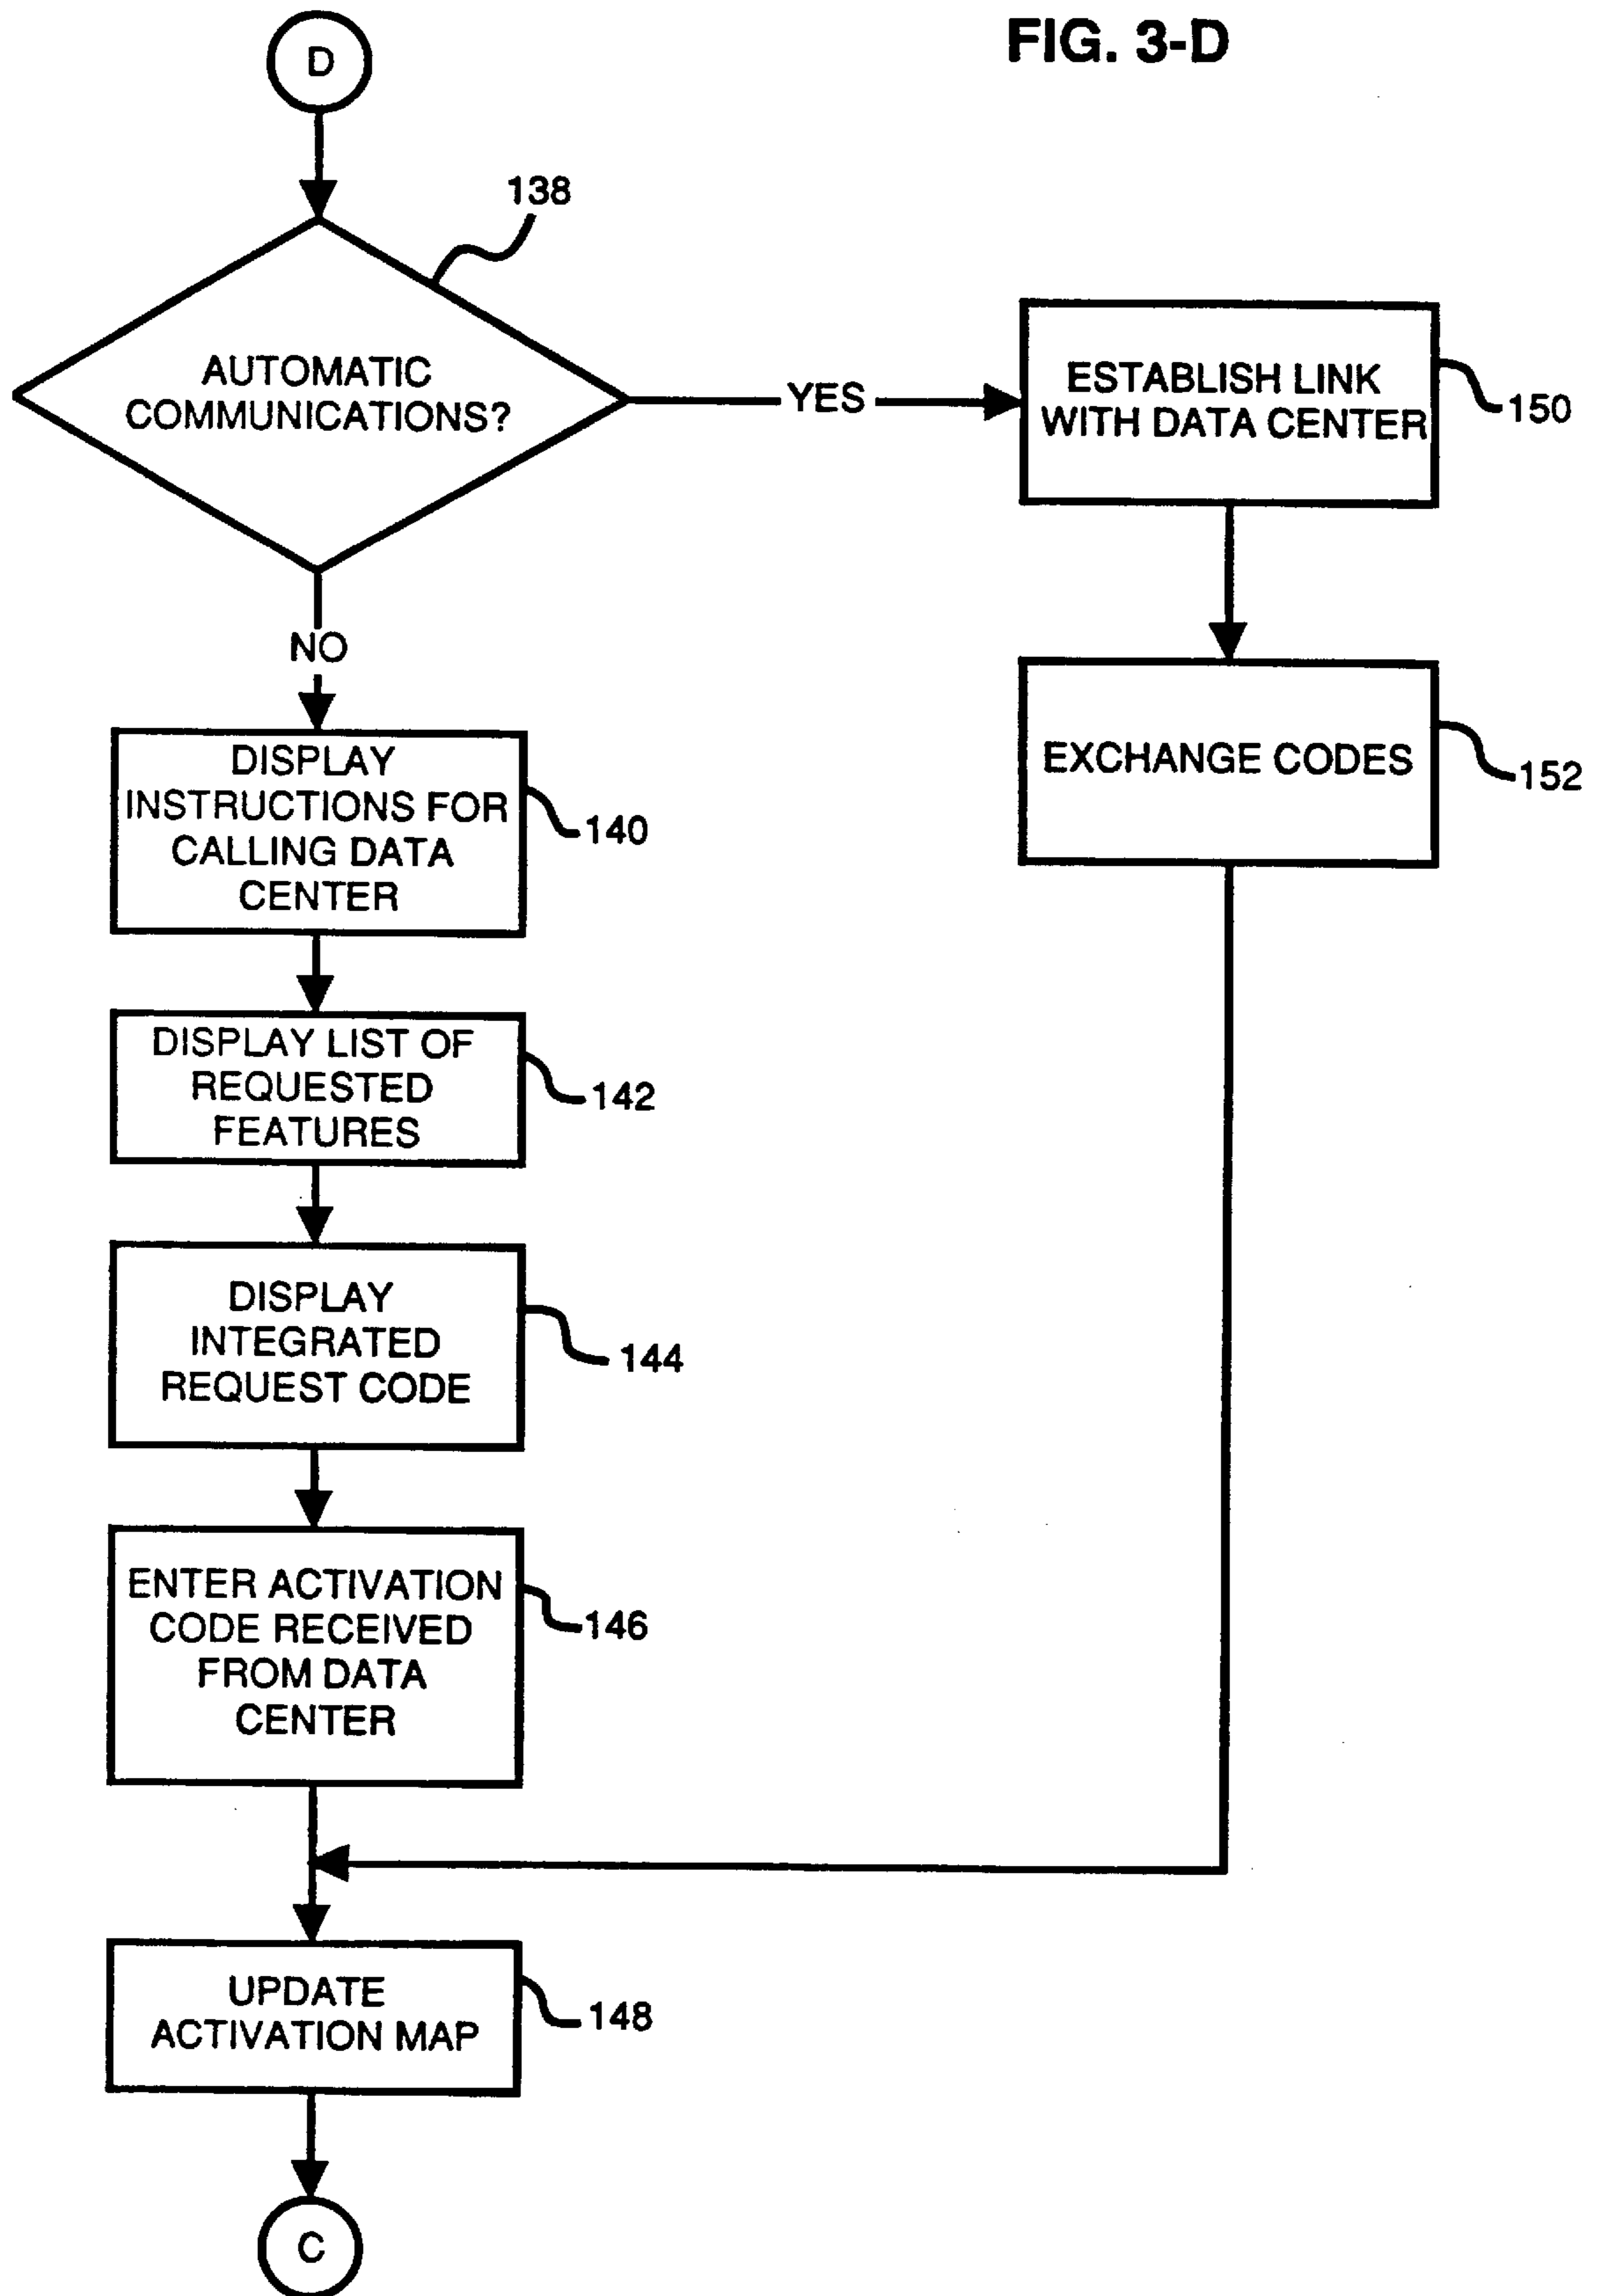 FIG. 3-D
D
138
AUTOMATIC
COMMUNICATIONS?
YES
ESTABLISH LINK
WITH DATA CENTER
150
NO
EXCHANGE CODES
152
DISPLAY
INSTRUCTIONS FOR
CALLING DATA
CENTER
140
DISPLAY LIST OF
REQUESTED
FEATURES
142
DISPLAY
INTEGRATED
REQUEST CODE
144
ENTER ACTIVATION
CODE RECEIVED
FROM DATA
CENTER
146
UPDATE
ACTIVATION MAP
148
C